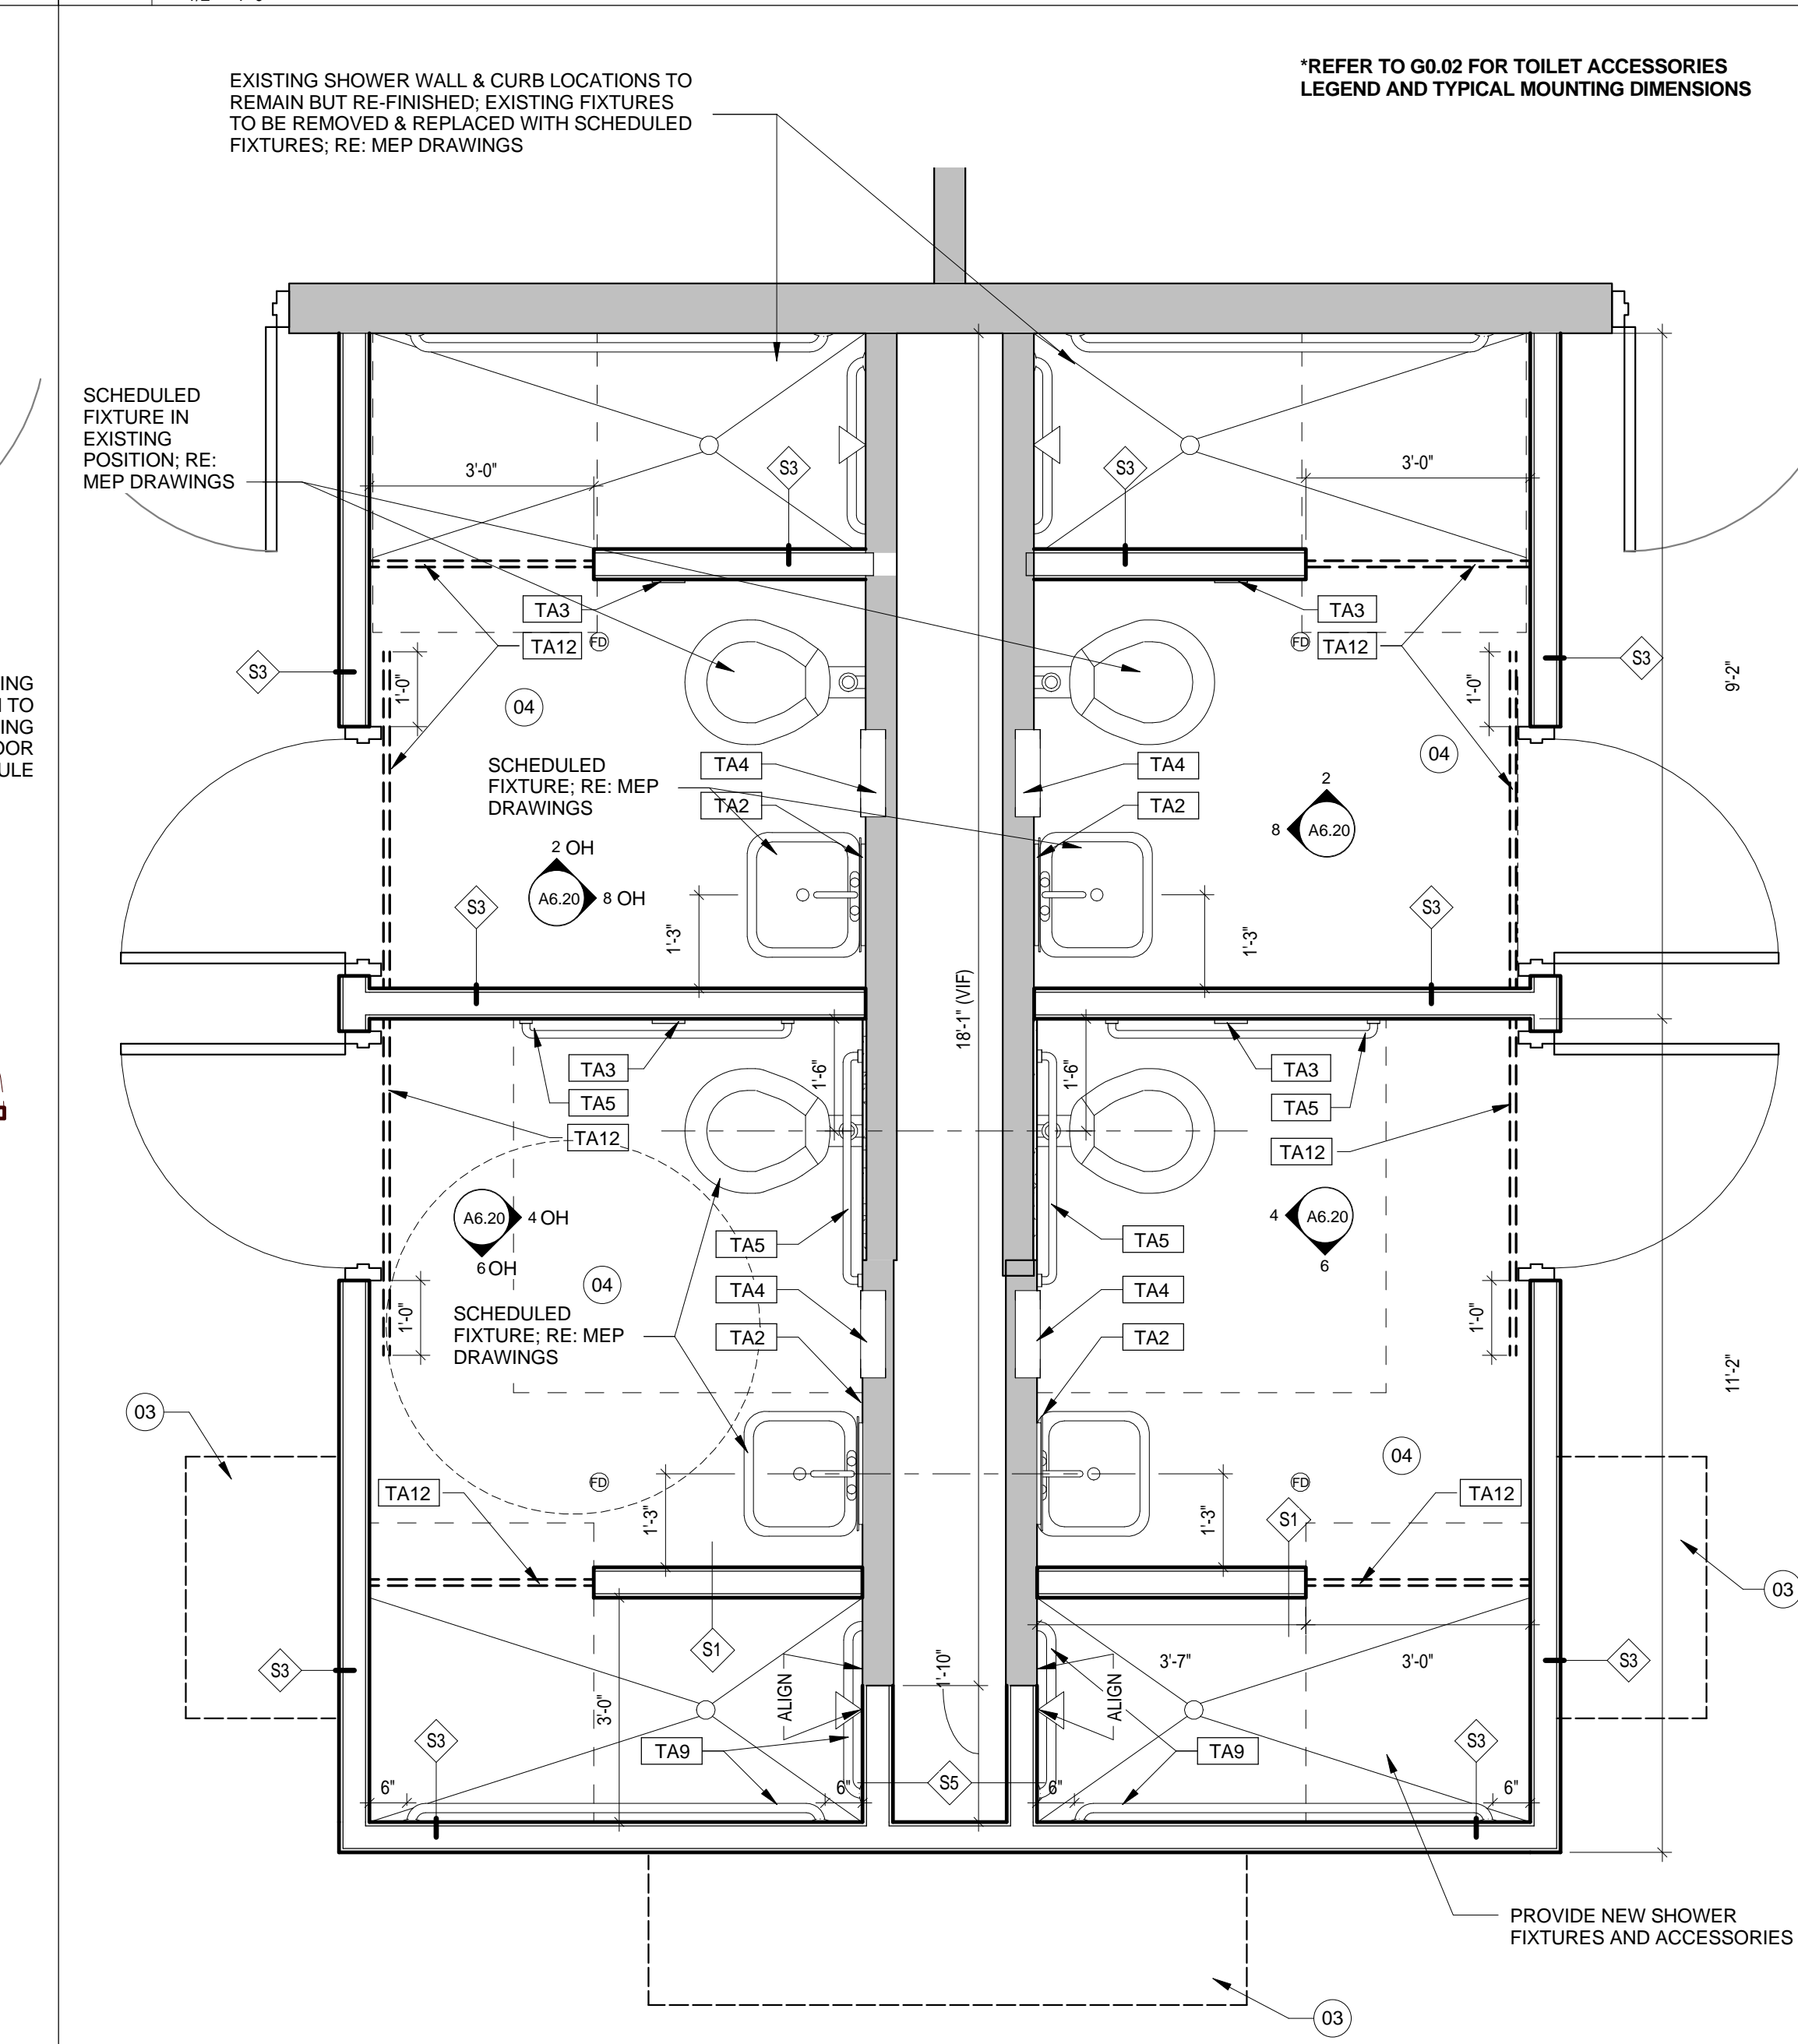 *REFER TO G0.02 FOR TOILET ACCESSORIES
LEGEND AND TYPICAL MOUNTING DIMENSIONS
EXISTING SHOWER WALL & CURB LOCATIONS TO
REMAIN BUT RE-FINISHED; EXISTING FIXTURES
TO BE REMOVED & REPLACED WITH SCHEDULED
FIXTURES; RE: MEP DRAWINGS
SCHEDULED
FIXTURE IN
EXISTING
POSITION; RE:
MEP DRAWINGS
3'-0"
S3
S3
3'-0"
TA3
TA12
FD
TA3
TA12
FD
S3
S3
ING
TO
ING
OOR
ULE
1'-0"
04
1'-0"
9'-2"
04
TA4
TA2
SCHEDULED
FIXTURE; RE: MEP
DRAWINGS
TA4
TA2
2
8
A6.20
2 OH
A6.20
8 OH
S3
1'-3"
1'-3"
S3
18'-1" (VIF)
TA3
TA5
TA12
1'-6"
1'-6"
TA3
TA5
TA12
A6.20
4 OH
6 OH
4
A6.20
6
04
TA5
TA4
TA2
TA5
TA4
TA2
1'-0"
1'-0"
SCHEDULED
FIXTURE; RE: MEP
DRAWINGS
11'-2"
03
04
TA12
FD
FD
TA12
1'-3"
1'-3"
S1
03
S1
S3
3'-0"
ALIGN
1'-10"
ALIGN
3'-7"
3'-0"
S3
S3
TA9
TA9
S3
6"
6"
S5
6"
6"
PROVIDE NEW SHOWER
FIXTURES AND ACCESSORIES
03